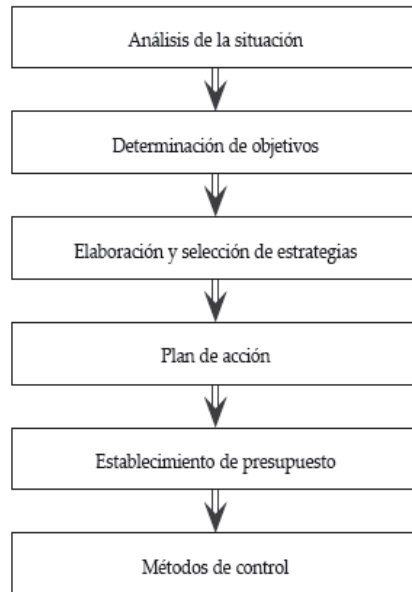 Análisis de la situación
Determinación de objetivos
Elaboración y selección de estrategias
Plan de acción
Establecimiento de presupuesto
Métodos de control